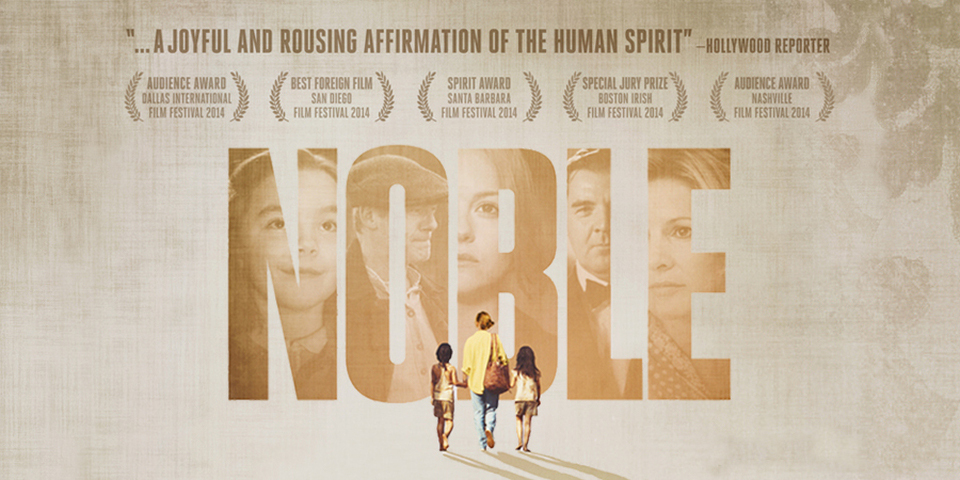 "... A JOYFUL AND ROUSING AFFIRMATION OF THE HUMAN SPIRIT" –HOLLYWOOD REPORTER
AUDIENCE AWARD
DALLAS INTERNATIONAL
FILM FESTIVAL 2014
BEST FOREIGN FILM
SAN DIEGO
FILM FESTIVAL 2014
SPIRIT AWARD
SANTA BARBARA
FILM FESTIVAL 2014
SPECIAL JURY PRIZE
BOSTON IRISH
FILM FESTIVAL 2014
AUDIENCE AWARD
NASHVILLE
FILM FESTIVAL 2014
NOBLE